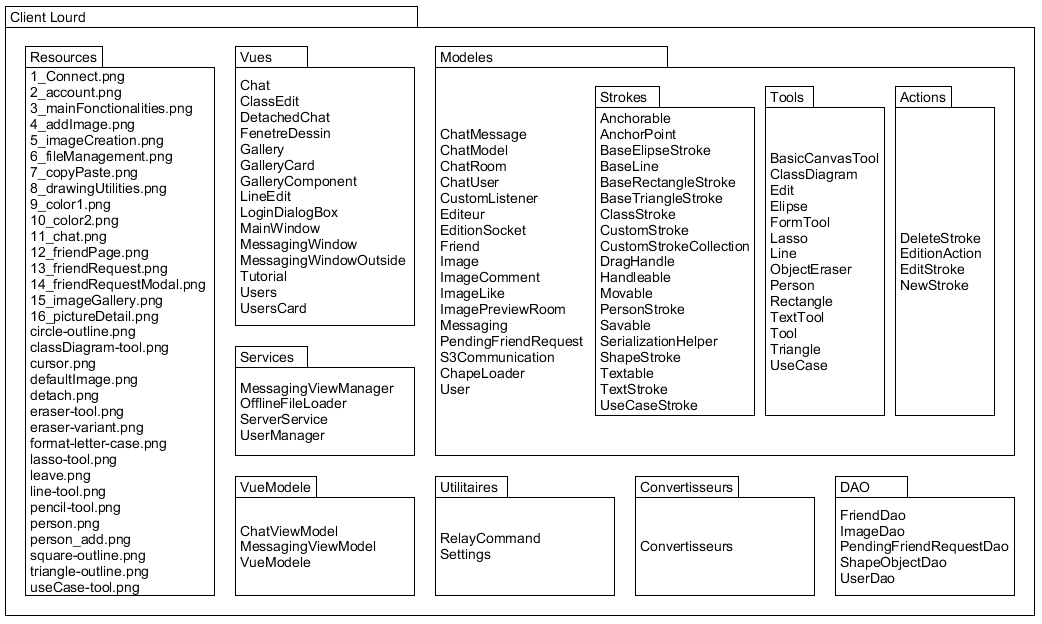 Client Lourd
Resources
1_Connect.png
2_account.png
3_mainFonctionalities.png
4_addImage.png
5_imageCreation.png
6_fileManagement.png
7_copyPaste.png
8_drawingUtilities.png
9_color1.png
10_color2.png
11_chat.png
12_friendPage.png
13_friendRequest.png
14_friendRequestModal.png
15_imageGallery.png
16_pictureDetail.png
circle-outline.png
classDiagram-tool.png
cursor.png
defaultImage.png
detach.png
eraser-tool.png
eraser-variant.png
format-letter-case.png
lasso-tool.png
leave.png
line-tool.png
pencil-tool.png
person.png
person_add.png
square-outline.png
triangle-outline.png
useCase-tool.png
Vues
Chat
ClassEdit
DetachedChat
FenetreDessin
Gallery
GalleryCard
GalleryComponent
LineEdit
LoginDialogBox
MainWindow
MessagingWindow
MessagingWindowOutside
Tutorial
Users
UsersCard
Services
MessagingViewManager
OfflineFileLoader
ServerService
UserManager
VueModele
ChatViewModel
MessagingViewModel
VueModele
Modeles
ChatMessage
ChatModel
ChatRoom
ChatUser
CustomListener
Editeur
EditionSocket
Friend
Image
ImageComment
ImageLike
ImagePreviewRoom
Messaging
PendingFriendRequest
S3Communication
ChapeLoader
User
Strokes
Anchorable
AnchorPoint
BaseElipseStroke
BaseLine
BaseRectangleStroke
BaseTriangleStroke
ClassStroke
CustomStroke
CustomStrokeCollection
DragHandle
Handleable
Movable
PersonStroke
Savable
SerializationHelper
ShapeStroke
Textable
TextStroke
UseCaseStroke
Tools
BasicCanvasTool
ClassDiagram
Edit
Elipse
FormTool
Lasso
Line
ObjectEraser
Person
Rectangle
TextTool
Tool
Triangle
UseCase
Actions
DeleteStroke
EditionAction
EditStroke
NewStroke
Utilitaires
RelayCommand
Settings
Convertisseurs
Convertisseurs
DAO
FriendDao
ImageDao
PendingFriendRequestDao
ShapeObjectDao
UserDao